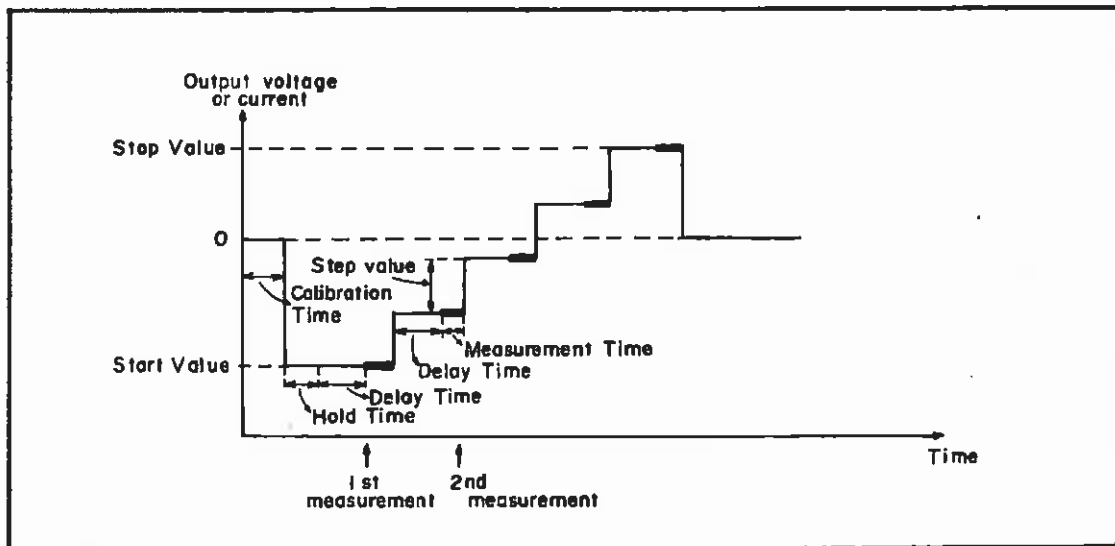 Output voltage
or current
Stop Value
0
Step value
Calibration
Time
Measurement Time
Delay Time
Start Value
Delay Time
Hold Time
Time
1st
measurement
2nd
measurement